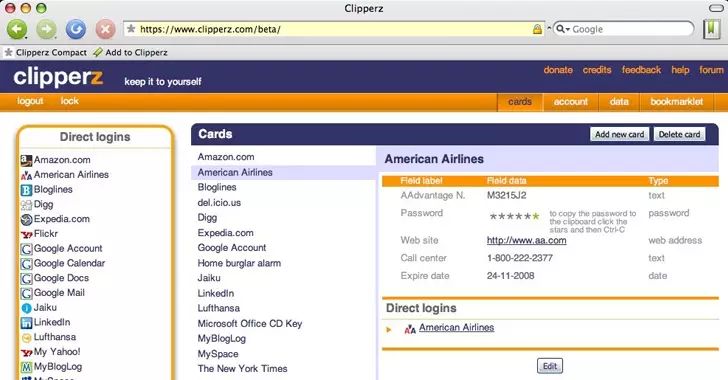 Clipperz
https://www.clipperz.com/beta/
Google
Clipperz Compact Add to Clipperz
clipperz keep it to yourself
donate credits feedback help forum
logout lock
cards account data bookmarklet
Direct logins
Amazon.com
American Airlines
Bloglines
Digg
Expedia.com
Flickr
Google Account
Google Calendar
Google Docs
Google Mail
Jaiku
LinkedIn
Lufthansa
My Yahoo!
MyBlogLog
MySpace
Cards
Add new card Delete card
Amazon.com
American Airlines
Bloglines
del.icio.us
Digg
Expedia.com
Home burglar alarm
Jaiku
LinkedIn
Lufthansa
Microsoft Office CD Key
MyBlogLog
MySpace
The New York Times
American Airlines
Field label Field data Type
AAdvantage N. M3215J2 text
Password ***** to copy the password to
the clipboard click the
stars and then Ctrl-C
password
Web site http://www.aa.com web address
Call center 1-800-222-2377 text
Expire date 24-11-2008 date
Direct logins
American Airlines
Edit